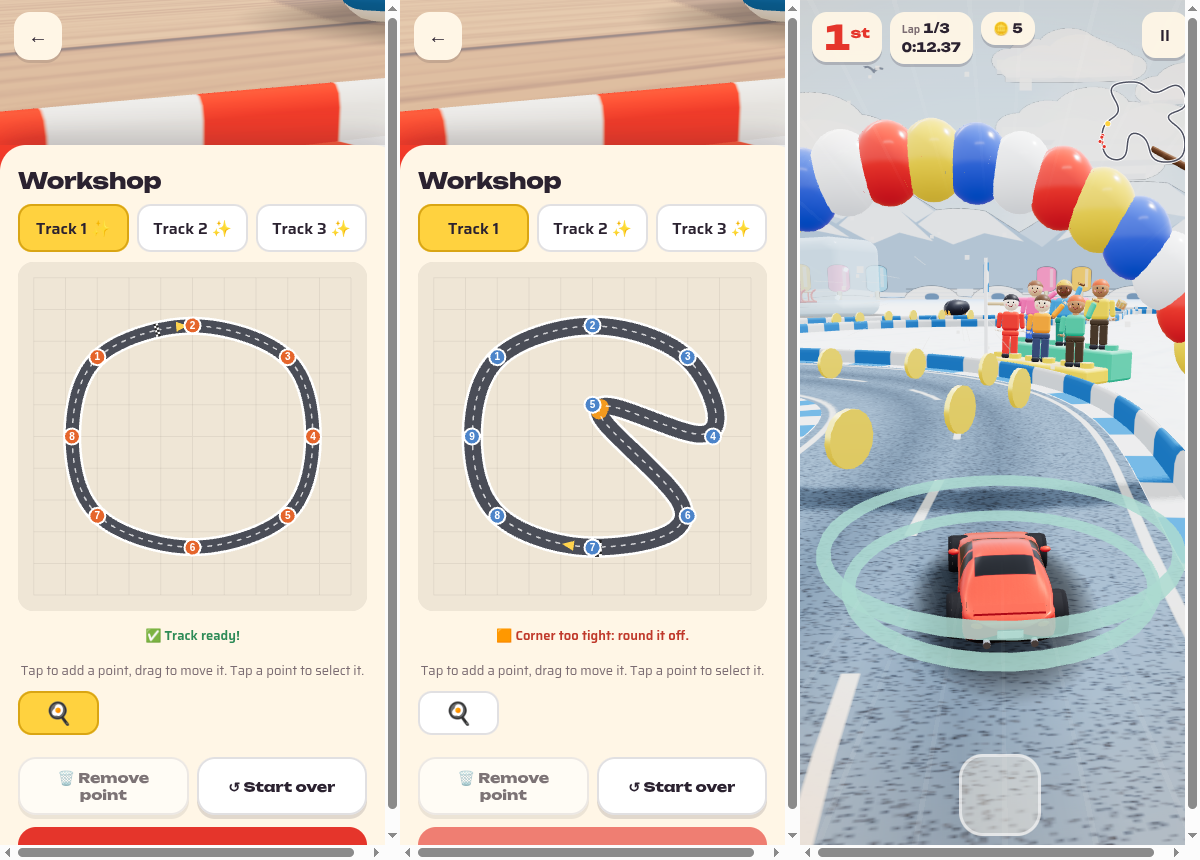 ←
Workshop
Track 1 ✨
Track 2 ✨
Track 3 ✨
1
2
3
4
5
6
7
8
✅ Track ready!
Tap to add a point, drag to move it. Tap a point to select it.
🗑️ Remove
point
↺ Start over
←
Workshop
Track 1
Track 2 ✨
Track 3 ✨
1
2
3
4
5
6
7
8
9
🟧 Corner too tight: round it off.
Tap to add a point, drag to move it. Tap a point to select it.
🗑️ Remove
point
↺ Start over
1st
Lap 1/3
0:12.37
5